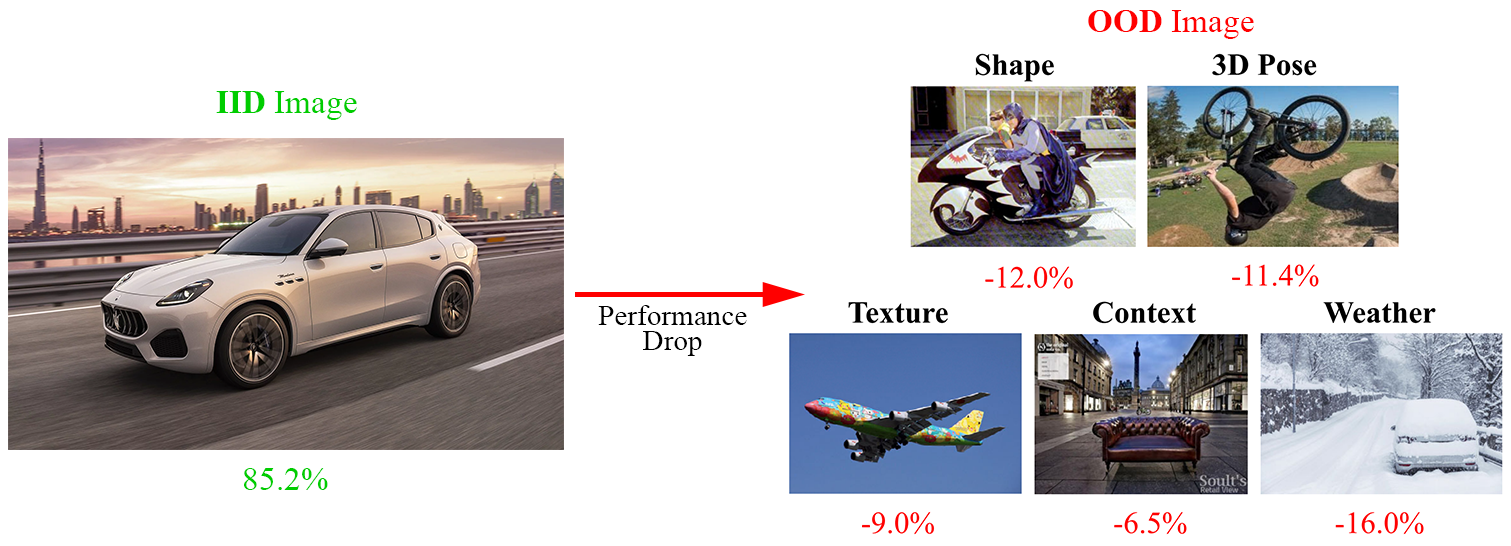 IID Image
85.2%
Performance
Drop
OOD Image
Shape
3D Pose
-12.0%
-11.4%
Texture
Context
Weather
Soult's
Retail View
-9.0%
-6.5%
-16.0%